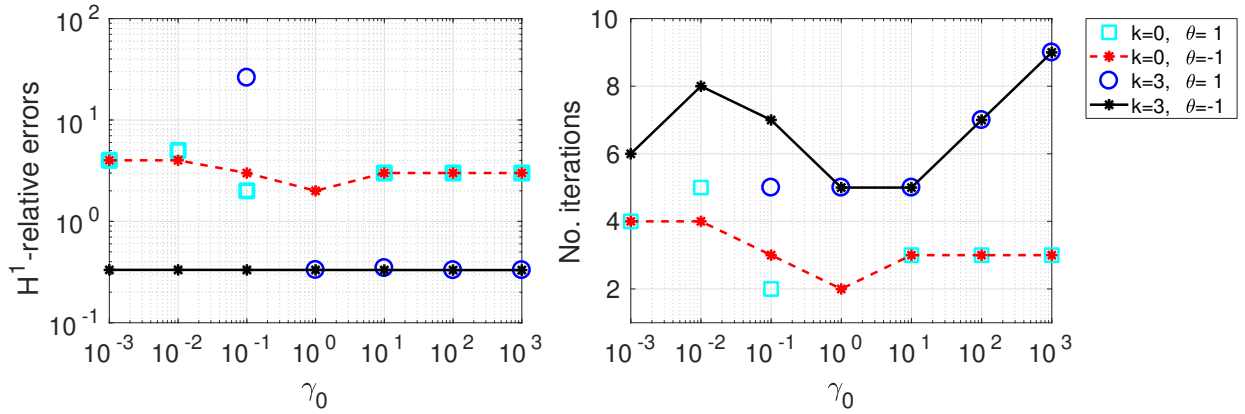 10^2
10^1
10^0
10^-1
H^1-relative errors
10^-3 10^-2 10^-1 10^0 10^1 10^2 10^3
γ_0
10
8
6
4
2
No. iterations
10^-3 10^-2 10^-1 10^0 10^1 10^2 10^3
γ_0
k=0, θ= 1
k=0, θ=-1
k=3, θ= 1
k=3, θ=-1